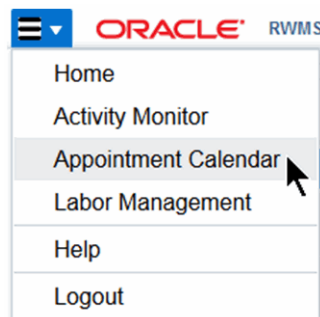 ORACLE RWMS
Home
Activity Monitor
Appointment Calendar
Labor Management
Help
Logout